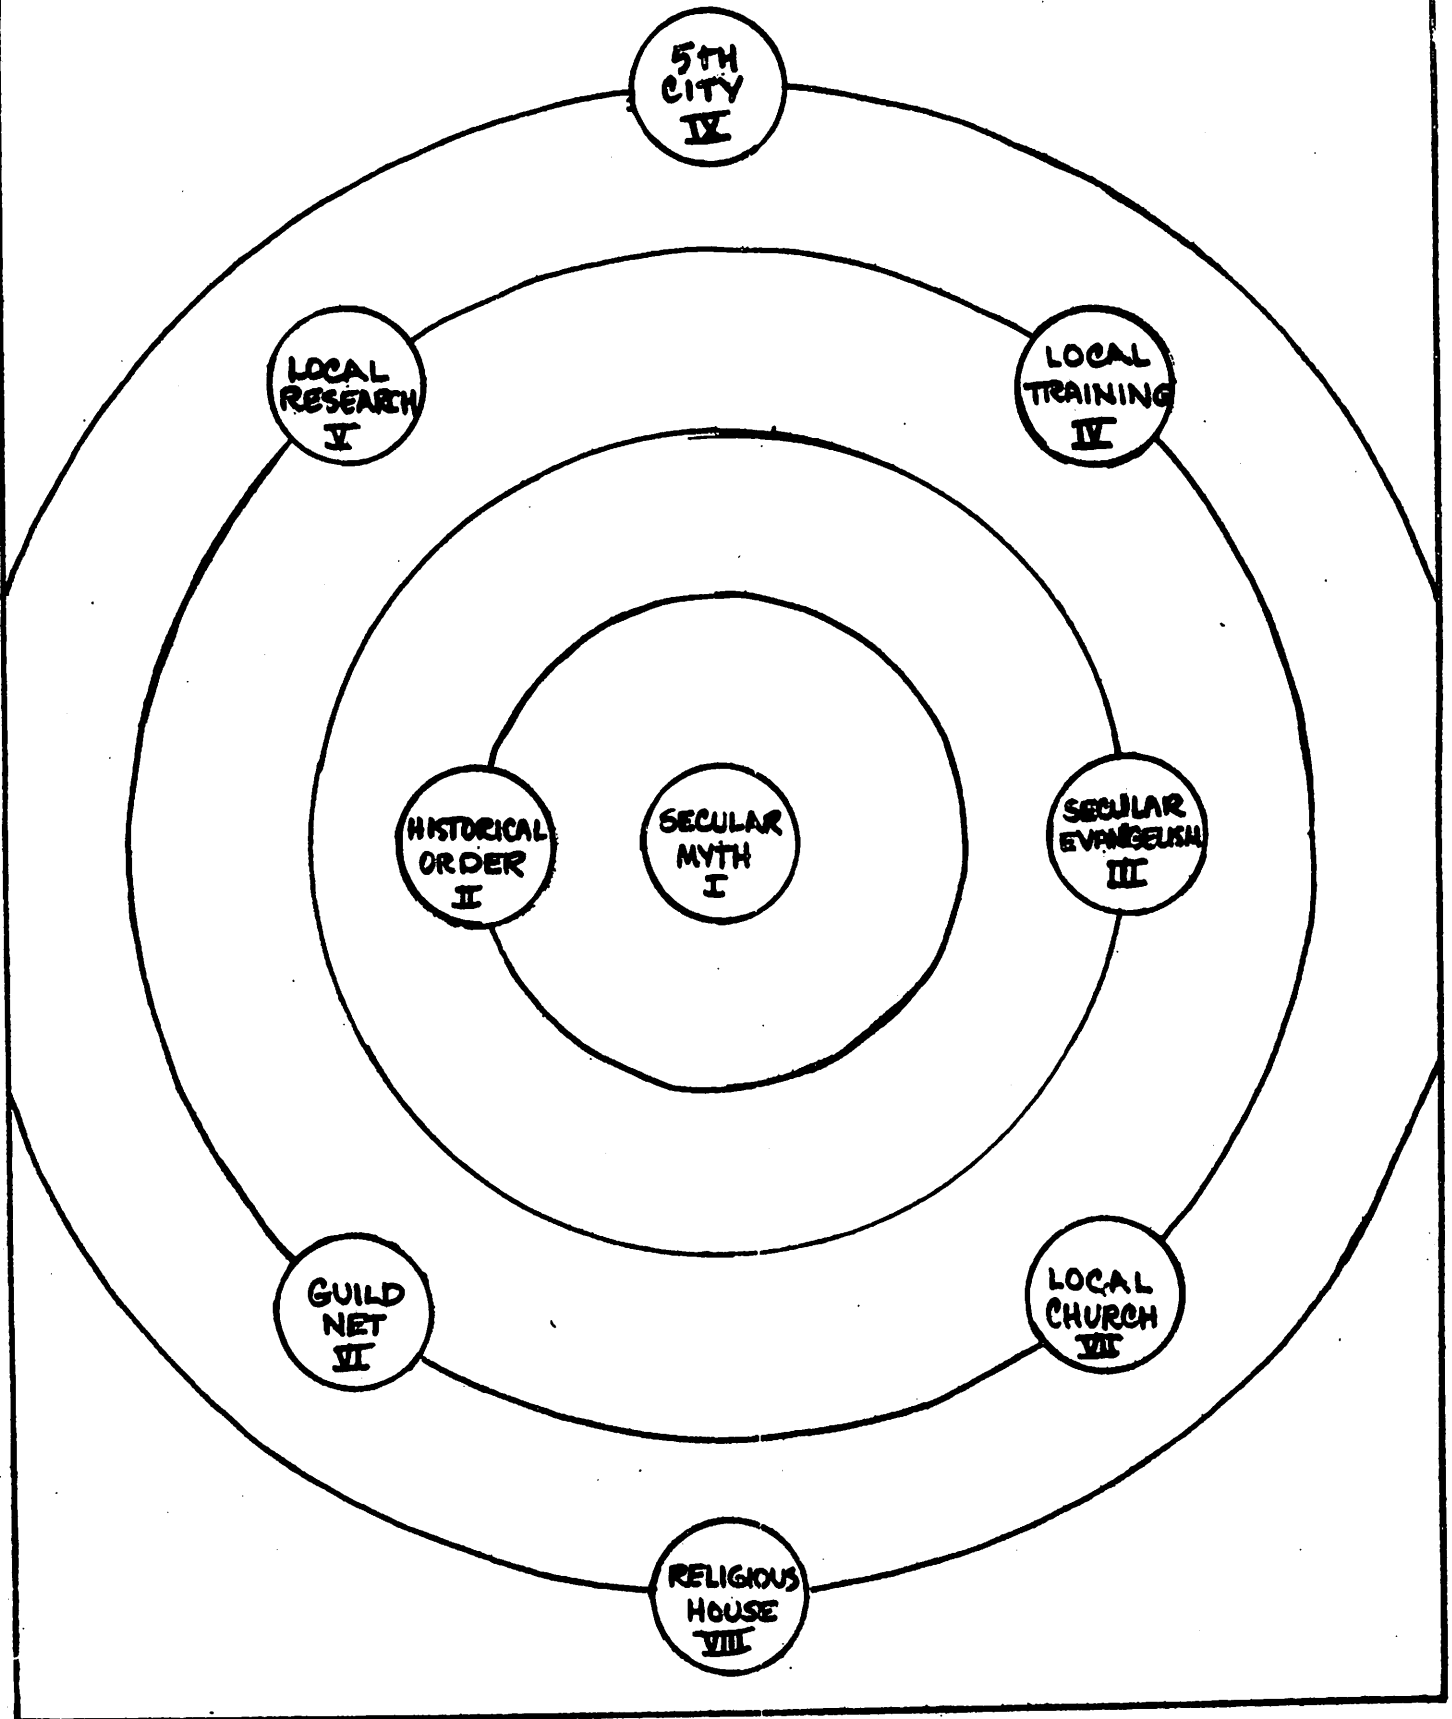 5TH
CITY
IX
LOCAL
RESEARCH
V
LOCAL
TRAINING
IV
HISTORICAL
ORDER
II
SECULAR
MYTH
I
SECULAR
EVANGELISM
III
GUILD
NET
VI
LOCAL
CHURCH
VII
RELIGIOUS
HOUSE
VIII